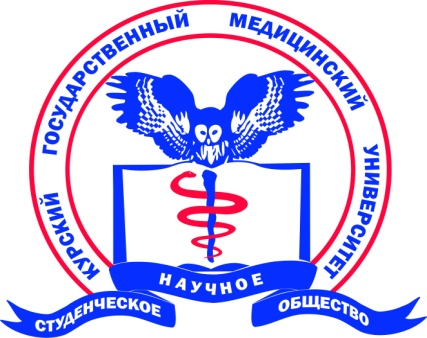 КУРСКИЙ ГОСУДАРСТВЕННЫЙ МЕДИЦИНСКИЙ УНИВЕРСИТЕТ
СТУДЕНЧЕСКОЕ НАУЧНОЕ ОБЩЕСТВО